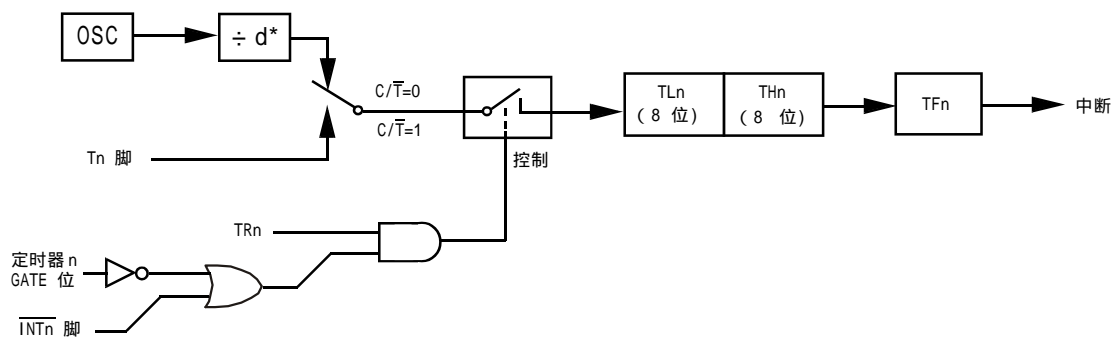 OSC
÷ d*
C/T̅=0
C/T̅=1
Tn 脚
控制
TLn
(8 位)
THn
(8 位)
TFn
中断
TRn
定时器n
GATE 位
I̅N̅T̅n̅ 脚